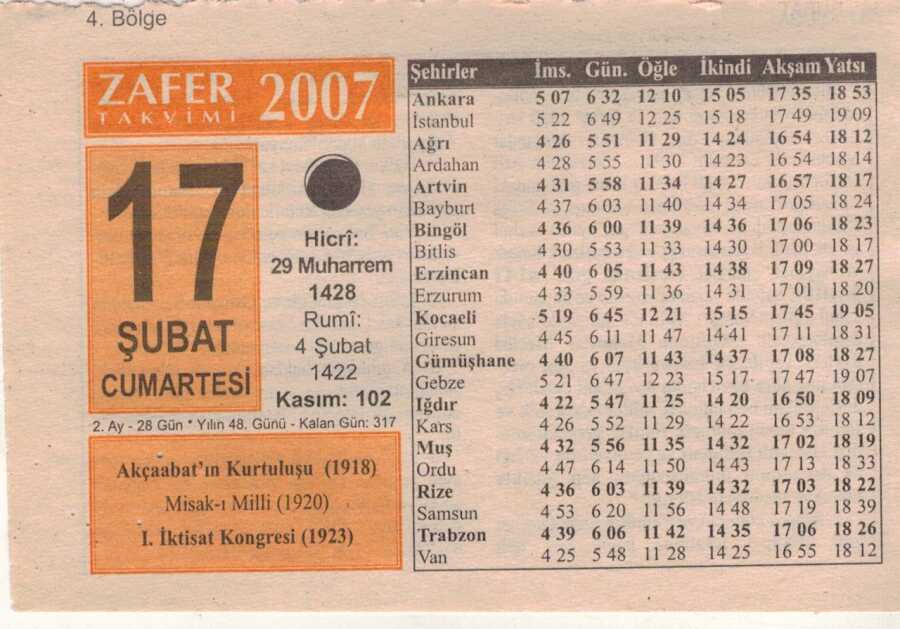 4. Bölge
ZAFER 2007
TAKVİMİ
17
ŞUBAT
CUMARTESİ
Hicrî:
29 Muharrem
1428
Rumî:
4 Şubat
1422
Kasım: 102
2. Ay - 28 Gün * Yılın 48. Günü - Kalan Gün: 317
Akçaabat'ın Kurtuluşu (1918)
Misak-ı Milli (1920)
I. İktisat Kongresi (1923)
Şehirler İms. Gün. Öğle İkindi Akşam Yatsı
Ankara 5 07 6 32 12 10 15 05 17 35 18 53
İstanbul 5 22 6 49 12 25 15 18 17 49 19 09
Ağrı 4 26 5 51 11 29 14 24 16 54 18 12
Ardahan 4 28 5 55 11 30 14 23 16 54 18 14
Artvin 4 31 5 58 11 34 14 27 16 57 18 17
Bayburt 4 37 6 03 11 40 14 34 17 05 18 24
Bingöl 4 36 6 00 11 39 14 36 17 06 18 23
Bitlis 4 30 5 53 11 33 14 30 17 00 18 17
Erzincan 4 40 6 05 11 43 14 38 17 09 18 27
Erzurum 4 33 5 59 11 36 14 31 17 01 18 20
Kocaeli 5 19 6 45 12 21 15 15 17 45 19 05
Giresun 4 45 6 11 11 47 14 41 17 11 18 31
Gümüşhane 4 40 6 07 11 43 14 37 17 08 18 27
Gebze 5 21 6 47 12 23 15 17 17 47 19 07
Iğdır 4 22 5 47 11 25 14 20 16 50 18 09
Kars 4 26 5 52 11 29 14 22 16 53 18 12
Muş 4 32 5 56 11 35 14 32 17 02 18 19
Ordu 4 47 6 14 11 50 14 43 17 13 18 33
Rize 4 36 6 03 11 39 14 32 17 03 18 22
Samsun 4 53 6 20 11 56 14 48 17 19 18 39
Trabzon 4 39 6 06 11 42 14 35 17 06 18 26
Van 4 25 5 48 11 28 14 25 16 55 18 12